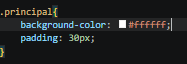 .principal{
background-color: #ffffff;
padding: 30px;
}